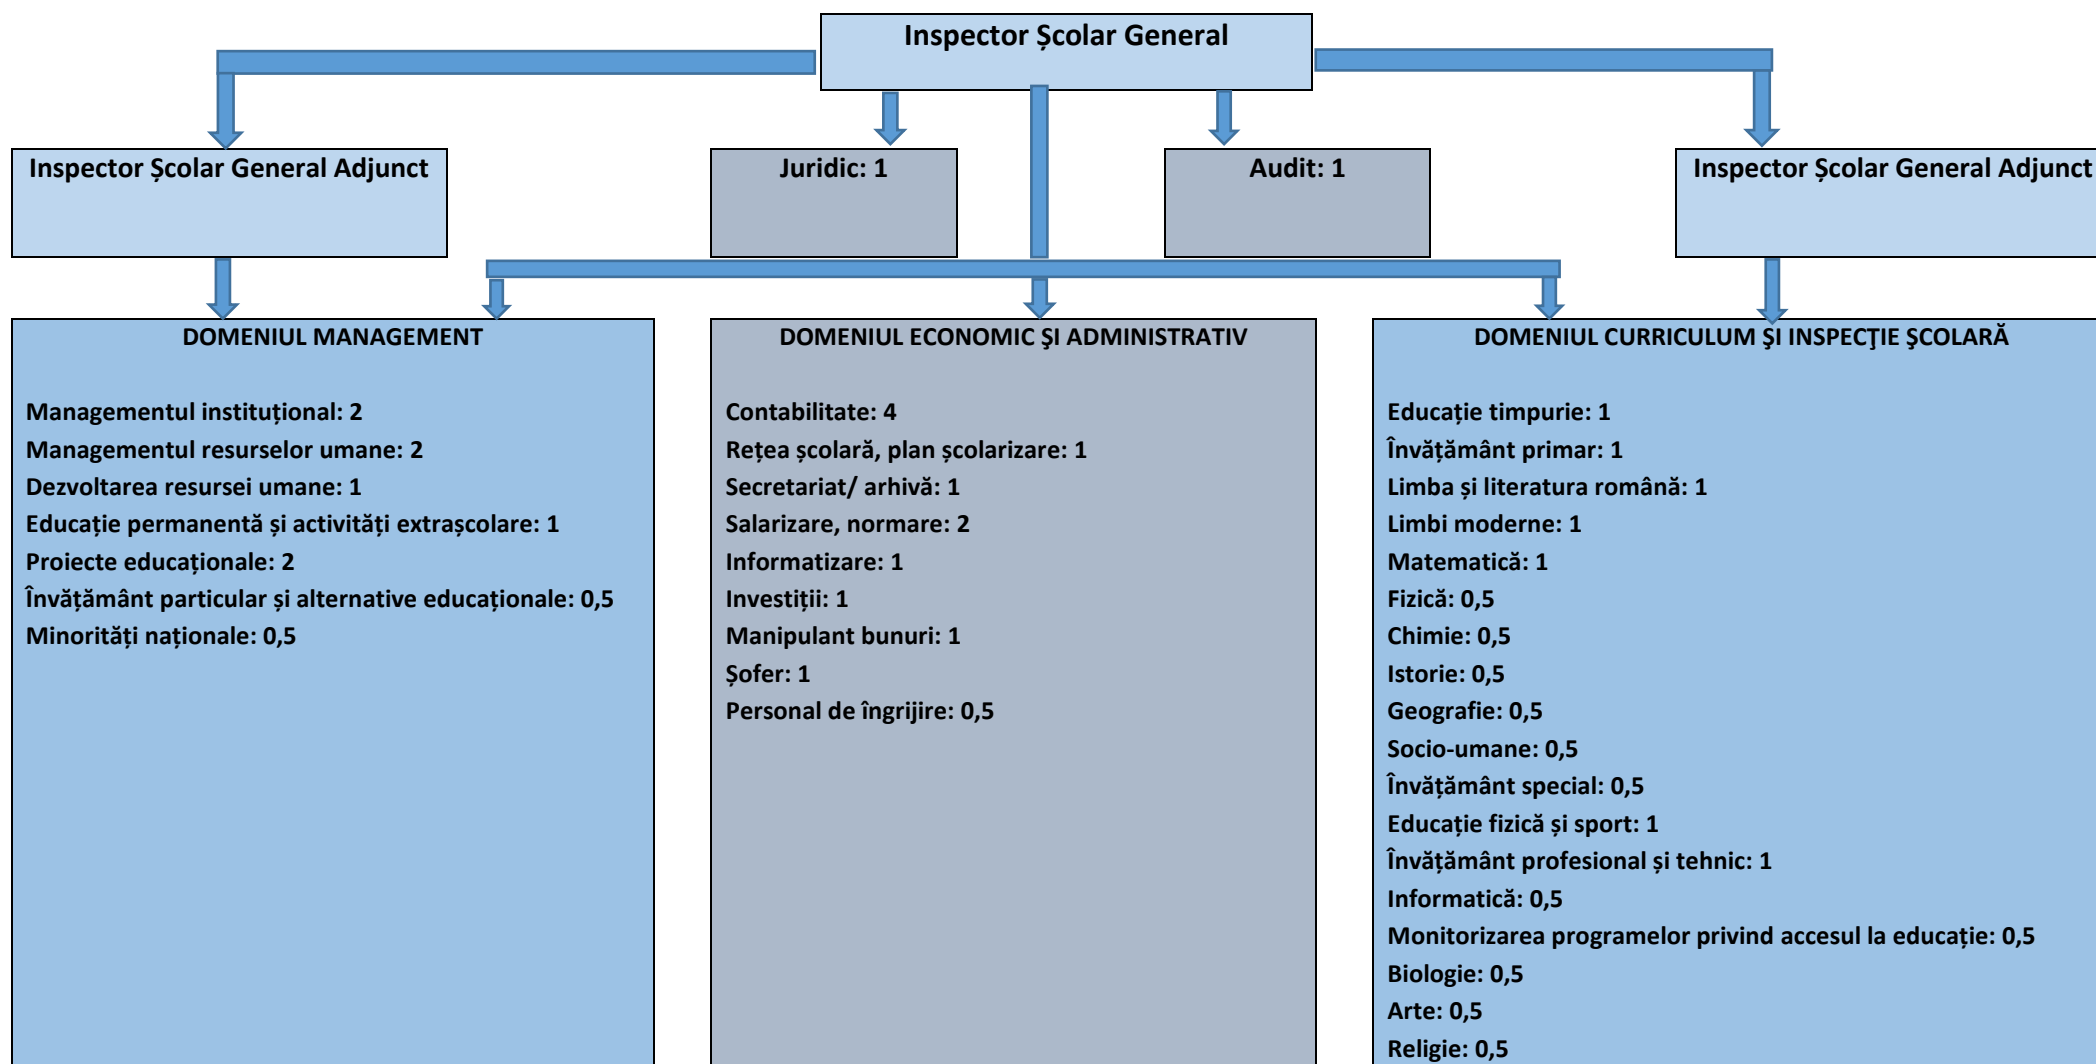 Inspector Școlar General
Inspector Școlar General Adjunct
Juridic: 1
Audit: 1
Inspector Școlar General Adjunct
DOMENIUL MANAGEMENT
Managementul instituțional: 2
Managementul resurselor umane: 2
Dezvoltarea resursei umane: 1
Educație permanentă și activități extrașcolare: 1
Proiecte educaționale: 2
Învățământ particular și alternative educaționale: 0,5
Minorități naționale: 0,5
DOMENIUL ECONOMIC ŞI ADMINISTRATIV
Contabilitate: 4
Rețea școlară, plan școlarizare: 1
Secretariat/ arhivă: 1
Salarizare, normare: 2
Informatizare: 1
Investiții: 1
Manipulant bunuri: 1
Șofer: 1
Personal de îngrijire: 0,5
DOMENIUL CURRICULUM ŞI INSPECŢIE ŞCOLARĂ
Educație timpurie: 1
Învățământ primar: 1
Limba și literatura română: 1
Limbi moderne: 1
Matematică: 1
Fizică: 0,5
Chimie: 0,5
Istorie: 0,5
Geografie: 0,5
Socio-umane: 0,5
Învățământ special: 0,5
Educație fizică și sport: 1
Învățământ profesional și tehnic: 1
Informatică: 0,5
Monitorizarea programelor privind accesul la educație: 0,5
Biologie: 0,5
Arte: 0,5
Religie: 0,5